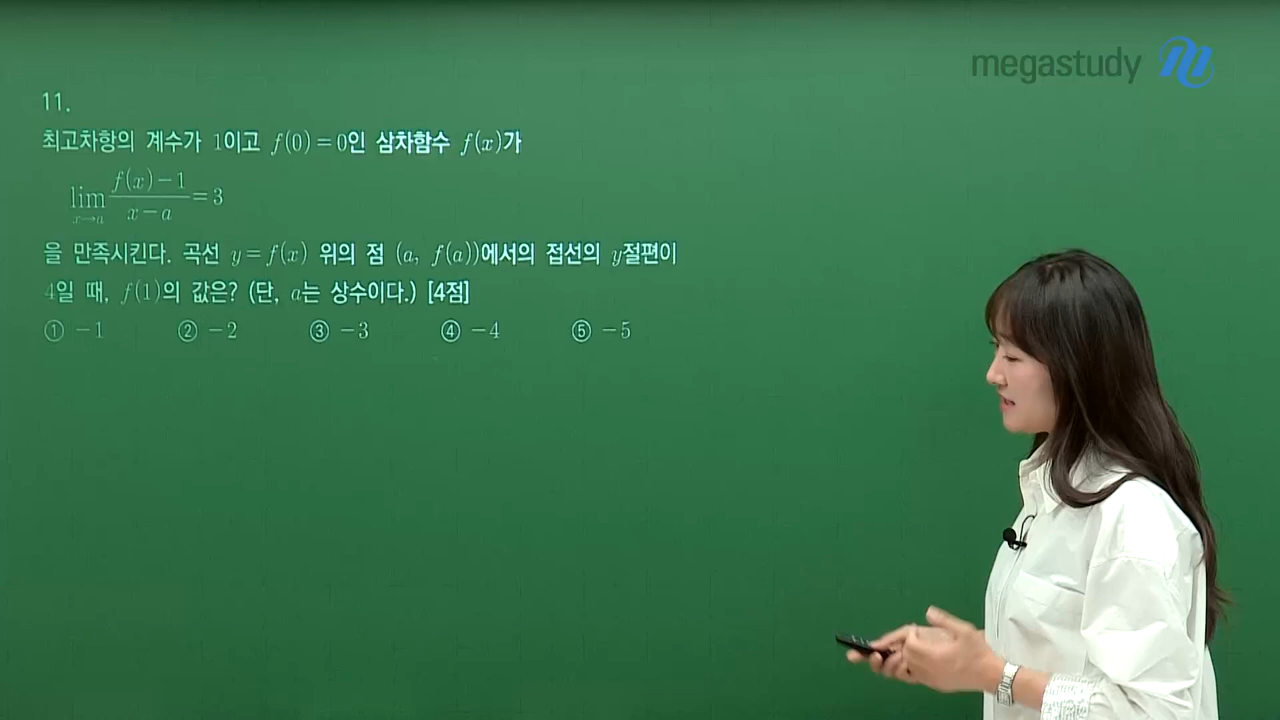 megastudy
11.
최고차항의 계수가 1이고 f(0)=0인 삼차함수 f(x)가
lim x→a f(x)-1 / x-a = 3
을 만족시킨다. 곡선 y=f(x) 위의 점 (a, f(a))에서의 접선의 y절편이
4일 때, f(1)의 값은? (단, a는 상수이다.) [4점]
① -1 ② -2 ③ -3 ④ -4 ⑤ -5